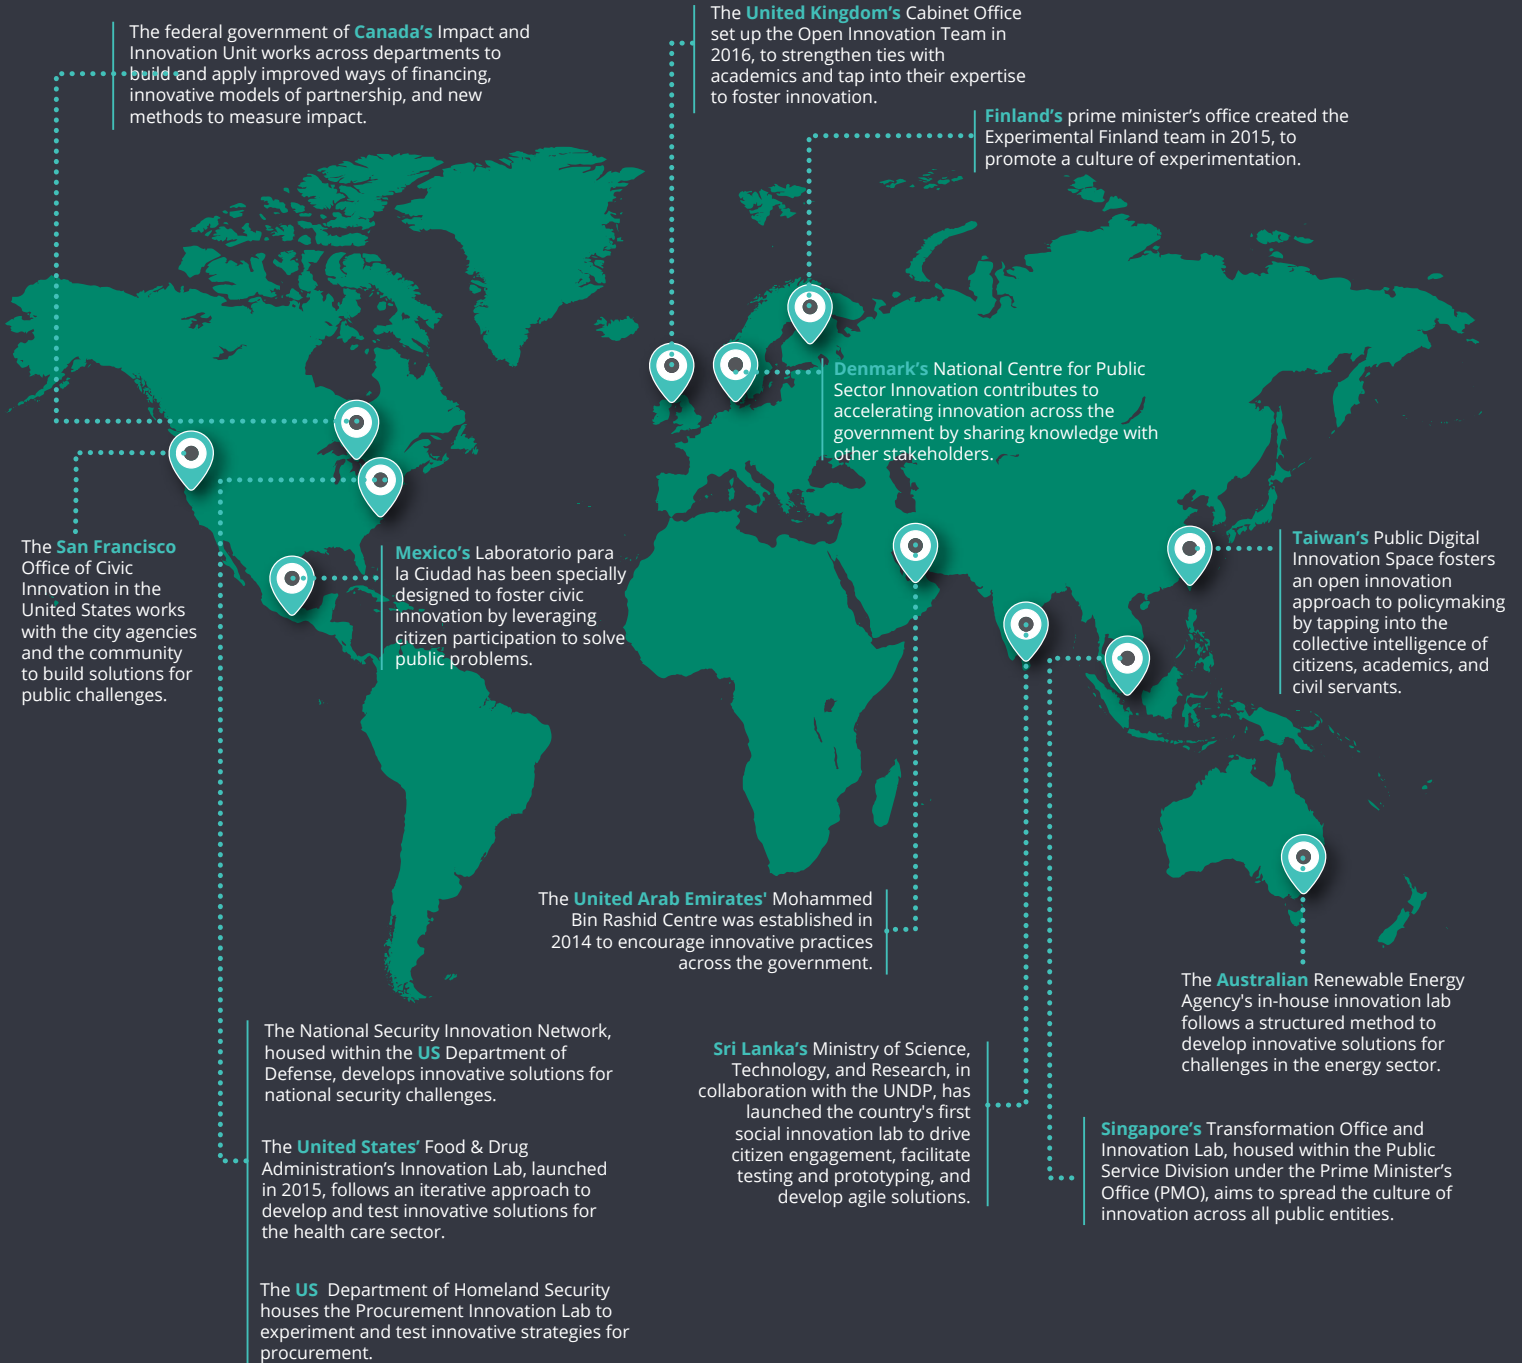 The federal government of Canada’s Impact and
Innovation Unit works across departments to
build and apply improved ways of financing,
innovative models of partnership, and new
methods to measure impact.
The United Kingdom’s Cabinet Office
set up the Open Innovation Team in
2016, to strengthen ties with
academics and tap into their expertise
to foster innovation.
Finland’s prime minister’s office created the
Experimental Finland team in 2015, to
promote a culture of experimentation.
Denmark’s National Centre for Public
Sector Innovation contributes to
accelerating innovation across the
government by sharing knowledge with
other stakeholders.
The San Francisco
Office of Civic
Innovation in the
United States works
with the city agencies
and the community
to build solutions for
public challenges.
Mexico’s Laboratorio para
la Ciudad has been specially
designed to foster civic
innovation by leveraging
citizen participation to solve
public problems.
Taiwan’s Public Digital
Innovation Space fosters
an open innovation
approach to policymaking
by tapping into the
collective intelligence of
citizens, academics, and
civil servants.
The United Arab Emirates' Mohammed
Bin Rashid Centre was established in
2014 to encourage innovative practices
across the government.
The Australian Renewable Energy
Agency's in-house innovation lab
follows a structured method to
develop innovative solutions for
challenges in the energy sector.
The National Security Innovation Network,
housed within the US Department of
Defense, develops innovative solutions for
national security challenges.
The United States’ Food & Drug
Administration’s Innovation Lab, launched
in 2015, follows an iterative approach to
develop and test innovative solutions for
the health care sector.
The US Department of Homeland Security
houses the Procurement Innovation Lab to
experiment and test innovative strategies for
procurement.
Sri Lanka’s Ministry of Science,
Technology, and Research, in
collaboration with the UNDP, has
launched the country's first
social innovation lab to drive
citizen engagement, facilitate
testing and prototyping, and
develop agile solutions.
Singapore’s Transformation Office and
Innovation Lab, housed within the Public
Service Division under the Prime Minister’s
Office (PMO), aims to spread the culture of
innovation across all public entities.